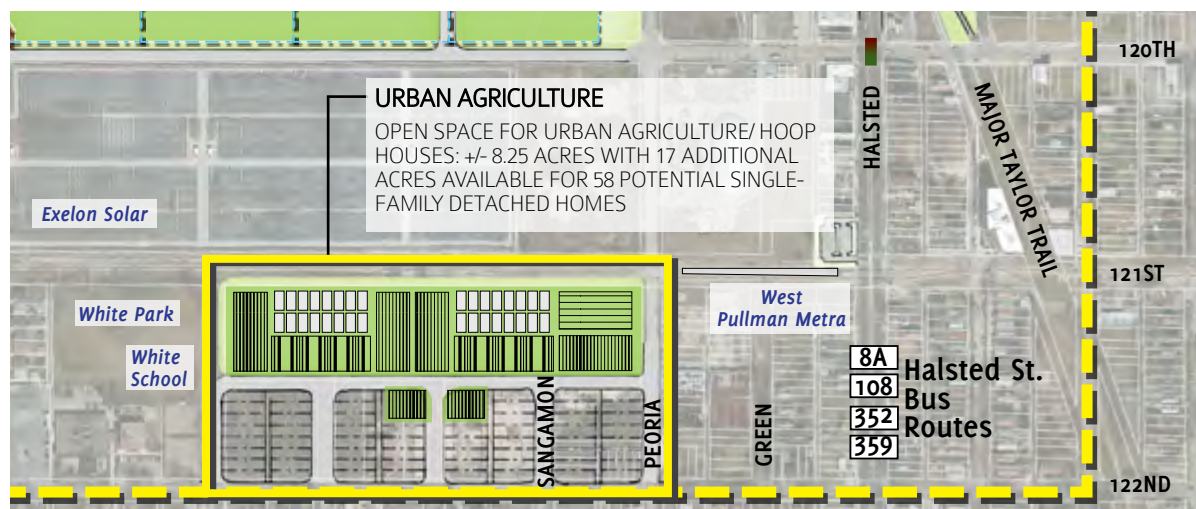 120TH
URBAN AGRICULTURE
OPEN SPACE FOR URBAN AGRICULTURE/ HOOP
HOUSES: +/- 8.25 ACRES WITH 17 ADDITIONAL
ACRES AVAILABLE FOR 58 POTENTIAL SINGLE-
FAMILY DETACHED HOMES
HALSTED
MAJOR TAYLOR TRAIL
Exelon Solar
121ST
White Park
West
Pullman Metra
White
School
8A
108
352
359
Halsted St.
Bus
Routes
SANGAMON
PEORIA
GREEN
122ND